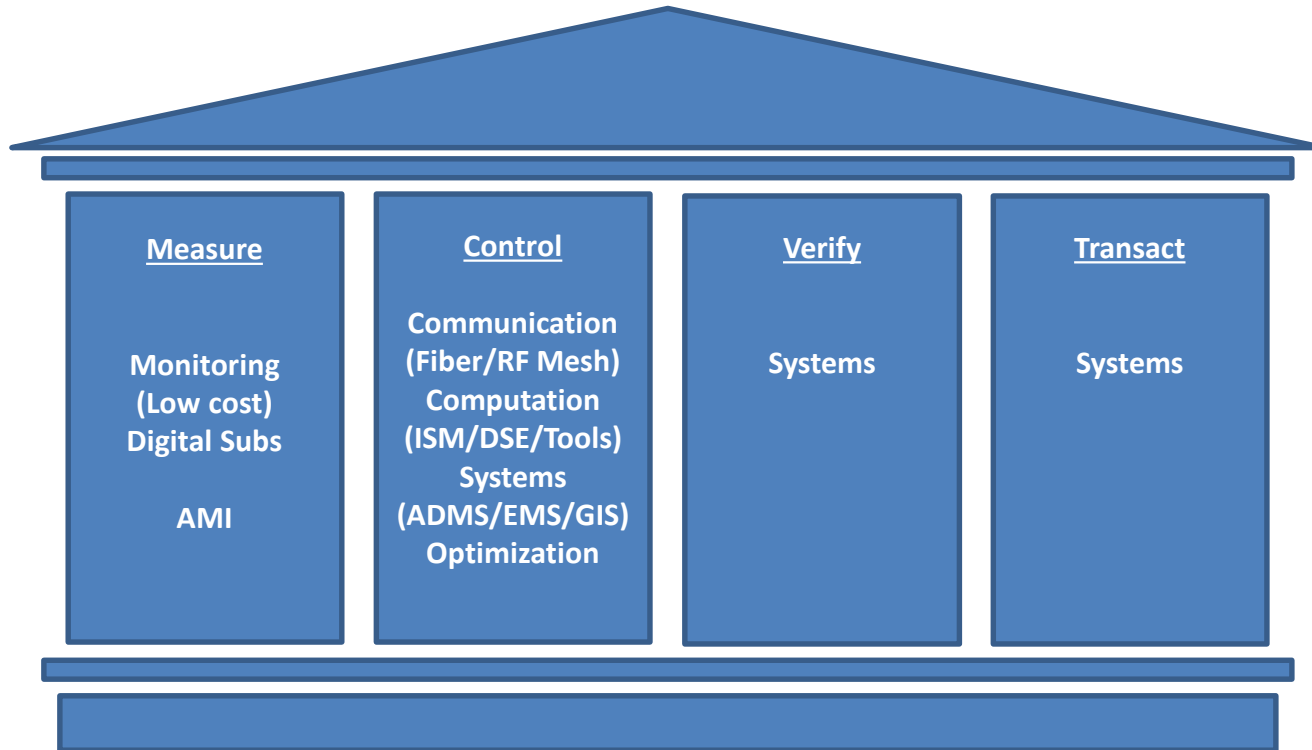 Measure
Monitoring
(Low cost)
Digital Subs
AMI
Control
Communication
(Fiber/RF Mesh)
Computation
(ISM/DSE/Tools)
Systems
(ADMS/EMS/GIS)
Optimization
Verify
Systems
Transact
Systems